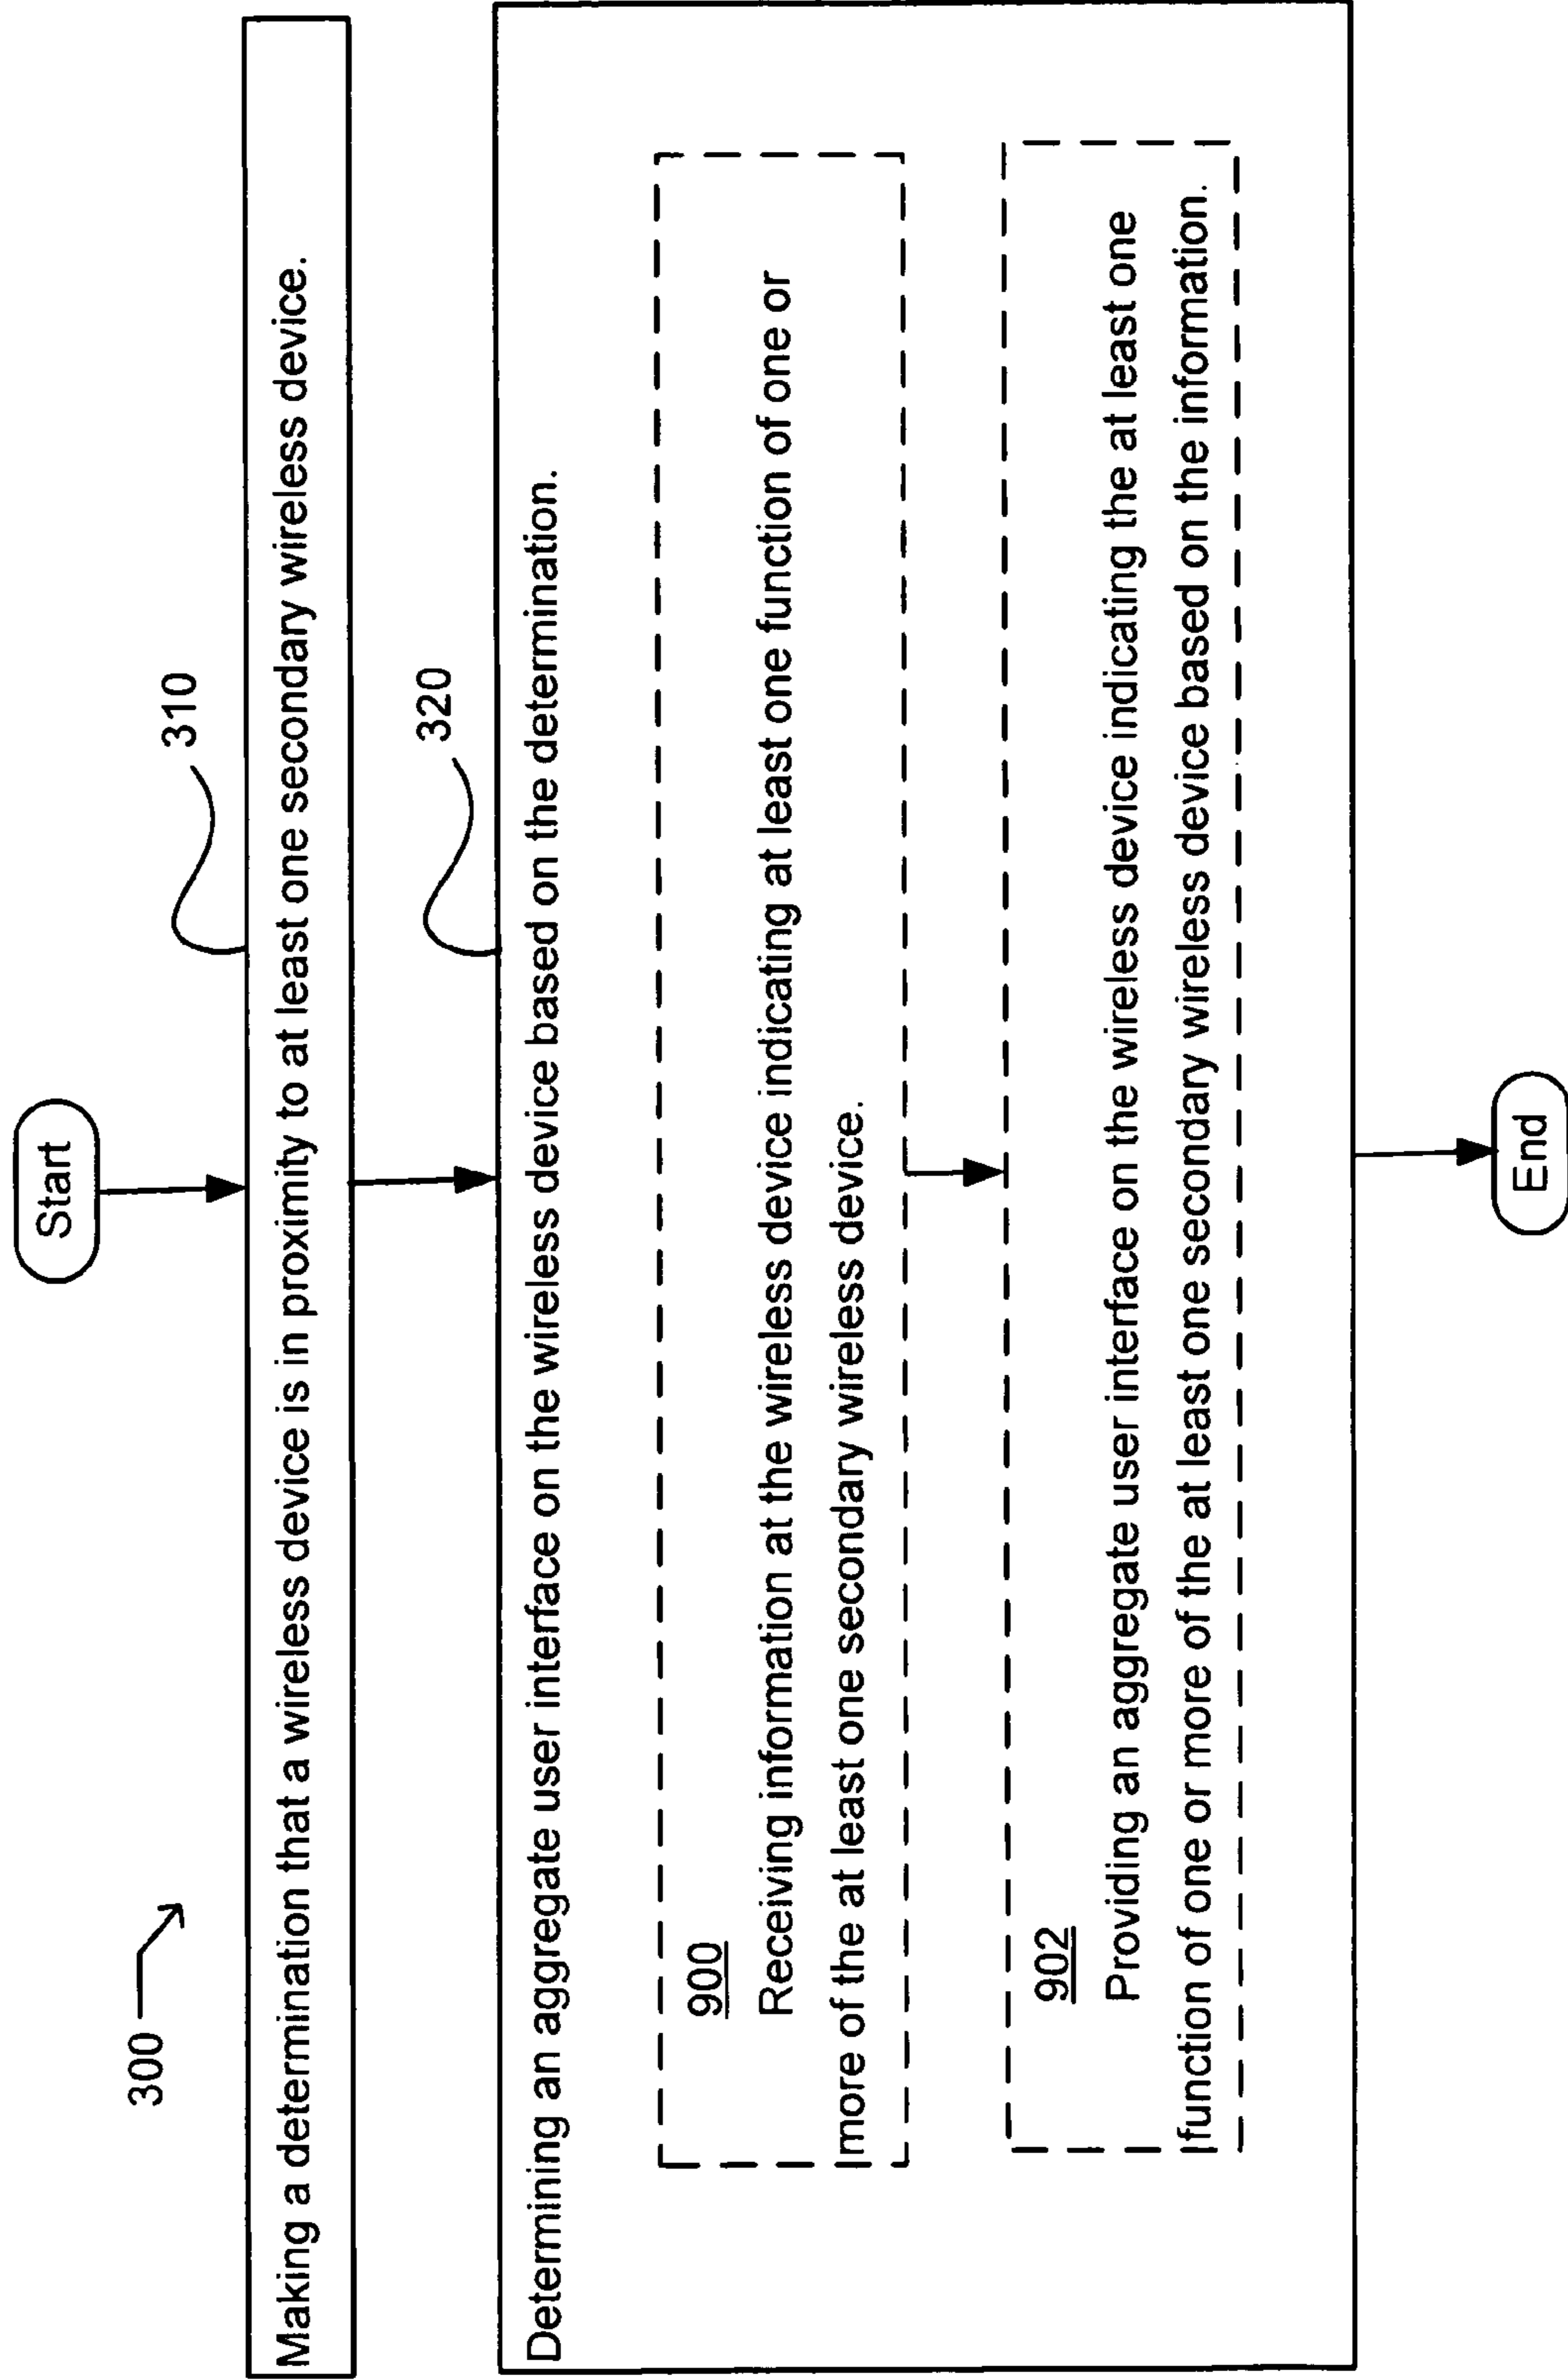 300
Start
310
Making a determination that a wireless device is in proximity to at least one secondary wireless device.
320
Determining an aggregate user interface on the wireless device based on the determination.
900
Receiving information at the wireless device indicating at least one function of one or
more of the at least one secondary wireless device.
902
Providing an aggregate user interface on the wireless device indicating the at least one
function of one or more of the at least one secondary wireless device based on the information.
End